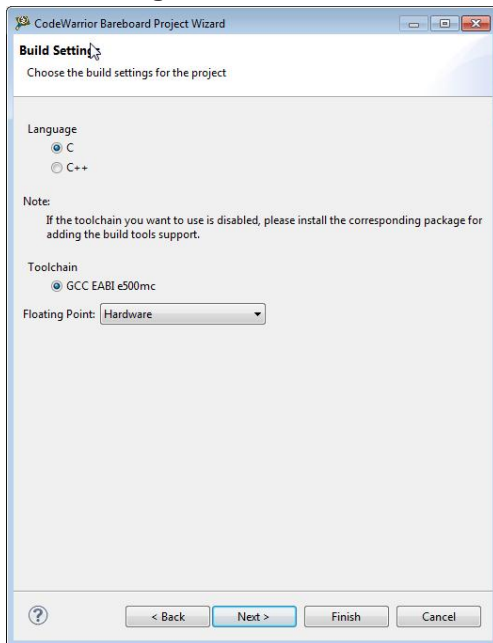 CodeWarrior Bareboard Project Wizard
Build Settings
Choose the build settings for the project
Language
C
C++
Note:
If the toolchain you want to use is disabled, please install the corresponding package for
adding the build tools support.
Toolchain
GCC EABI e500mc
Floating Point: Hardware
? < Back Next > Finish Cancel